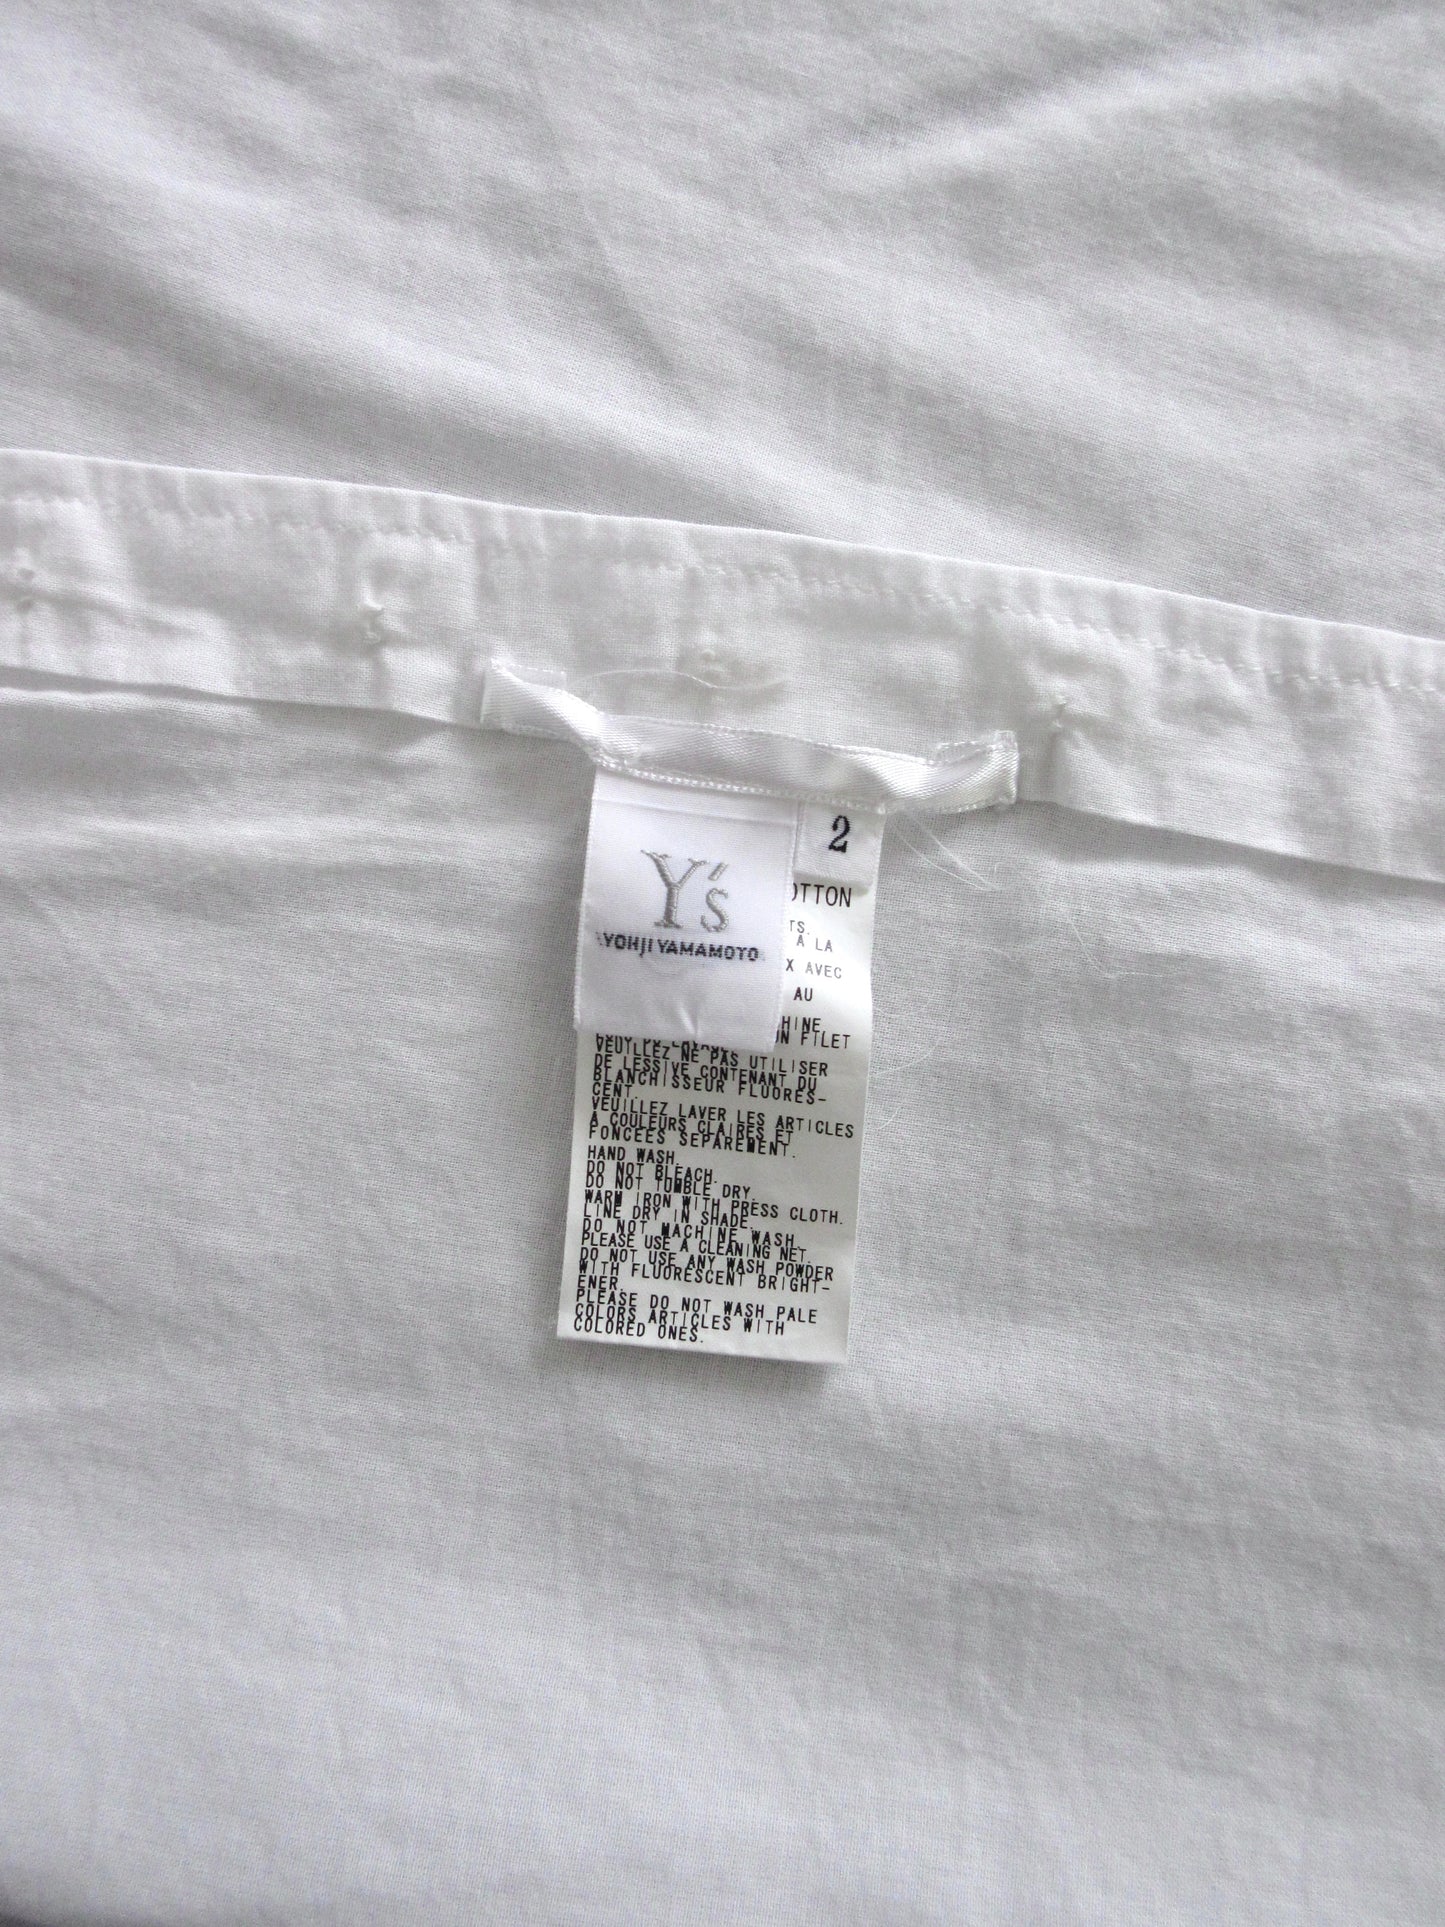 2
Y's
YOHJI YAMAMOTO
A LA
X AVEC
AU
FILET
VEUILLEZ NE PAS UTILISER
DE LESSIVE CONTENANT DU
BLANCHISSEUR FLUORES-
CENT.
VEUILLEZ LAVER LES ARTICLES
A COULEURS CLAIRES ET
FONCÉES SEPAREMENT.
HAND WASH.
DO NOT BLEACH.
DO NOT TUMBLE DRY.
WARM IRON WITH PRESS CLOTH.
LINE DRY IN SHADE.
DO NOT MACHINE WASH.
PLEASE USE A CLEANING NET.
DO NOT USE ANY WASH POWDER
WITH FLUORESCENT BRIGHT-
ENER.
PLEASE DO NOT WASH PALE
COLORS ARTICLES WITH
COLORED ONES.